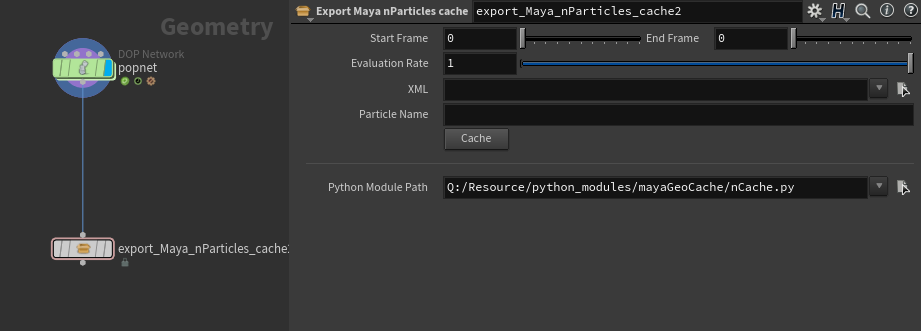 Geometry
DOP Network
popnet
export_Maya_nParticles_cache
Export Maya nParticles cache export_Maya_nParticles_cache2
Start Frame 0 End Frame 0
Evaluation Rate 1
XML
Particle Name
Cache
Python Module Path Q:/Resource/python_modules/mayaGeoCache/nCache.py